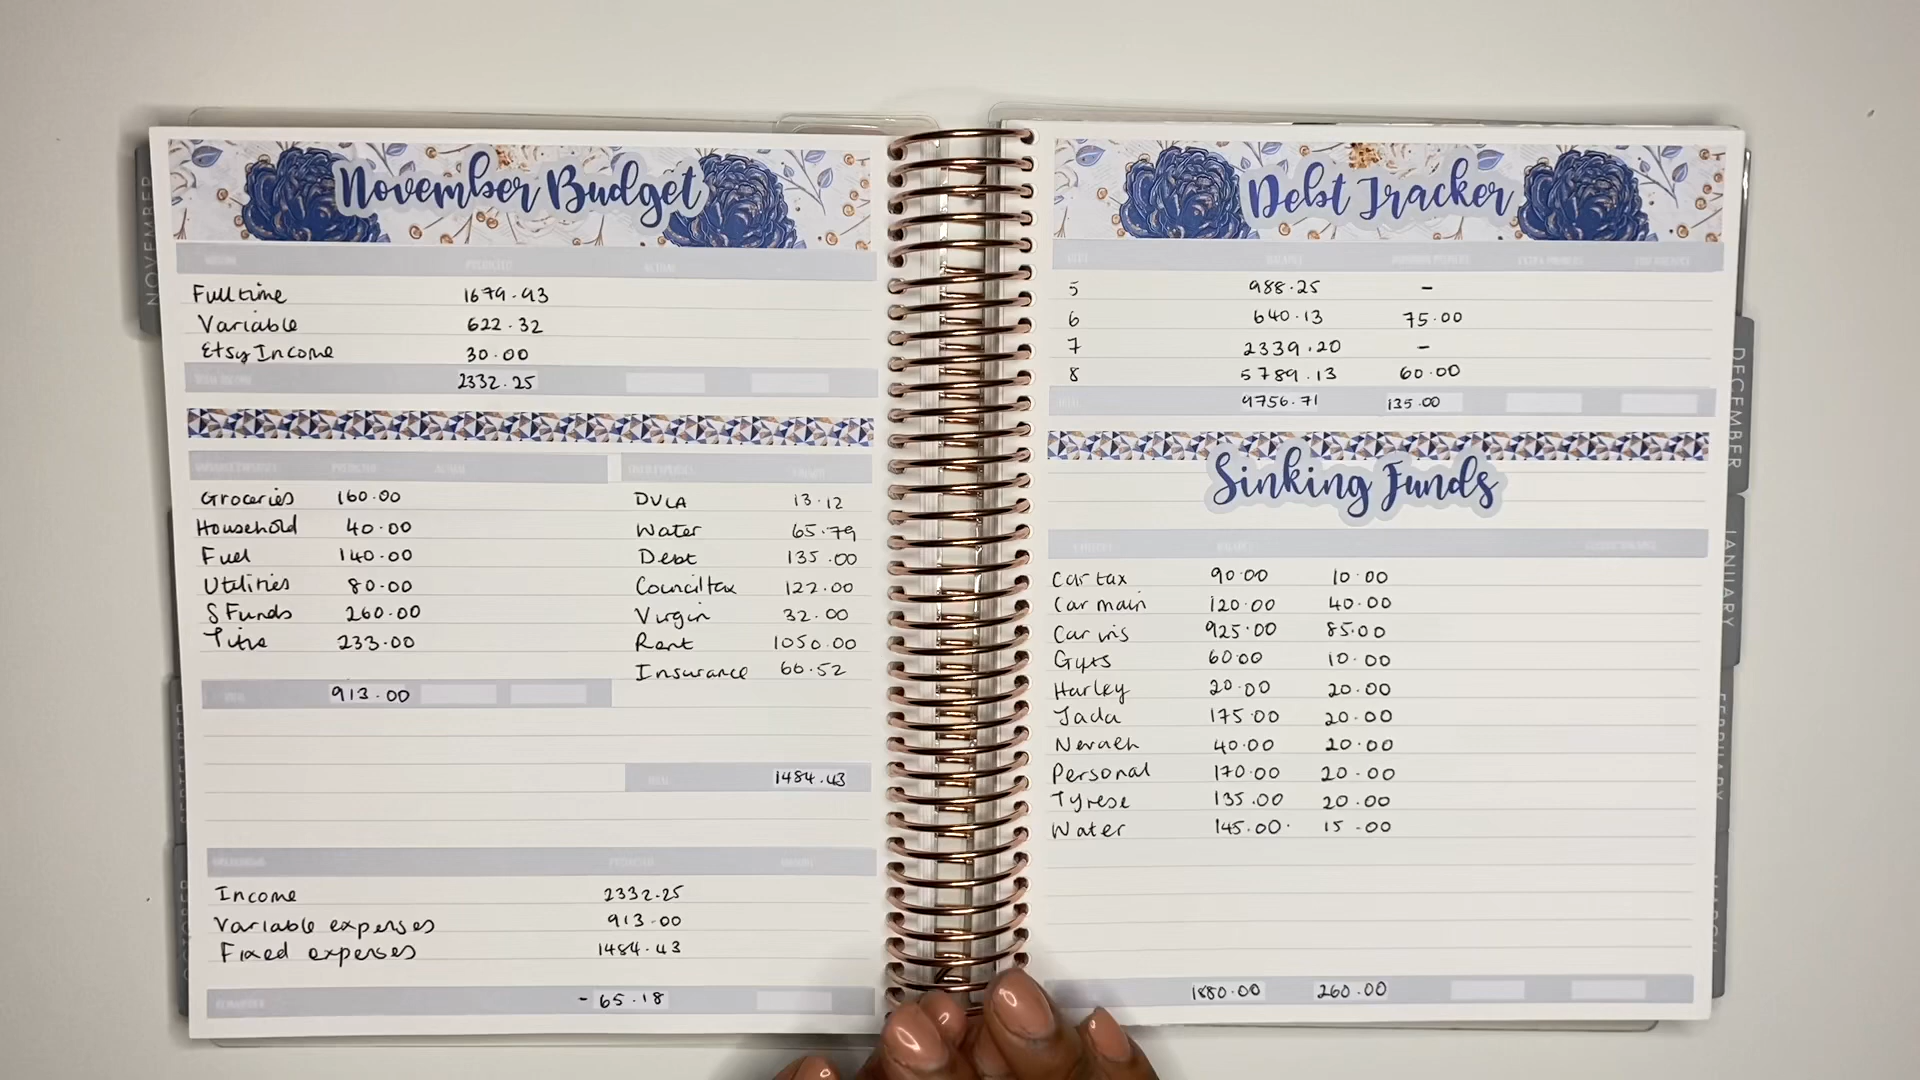 November Budget
NOVEMBER
Full time 1679.93
Variable 622.32
Etsy Income 30.00
2332.25
Groceries 160.00
Household 40.00
Fuel 140.00
Utilities 80.00
S Funds 260.00
Tithe 233.00
913.00
DVLA 13.12
Water 65.79
Debt 135.00
Council tax 122.00
Virgin 32.00
Rent 1050.00
Insurance 66.52
TOTAL 1484.43
Income 2332.25
Variable expenses 913.00
Fixed expenses 1484.43
-65.18
SEPTEMBER
OCTOBER
Debt Tracker
5 988.25 -
6 640.13 75.00
7 2339.20 -
8 5789.13 60.00
9756.71 135.00
Sinking Funds
Car tax 90.00 10.00
Car main 120.00 40.00
Car ins 925.00 85.00
Gifts 60.00 10.00
Harley 20.00 20.00
Jada 175.00 20.00
Nevaeh 40.00 20.00
Personal 170.00 20.00
Tyrese 135.00 20.00
Water 145.00 15.00
1880.00 260.00
DECEMBER
JANUARY
FEBRUARY
MARCH